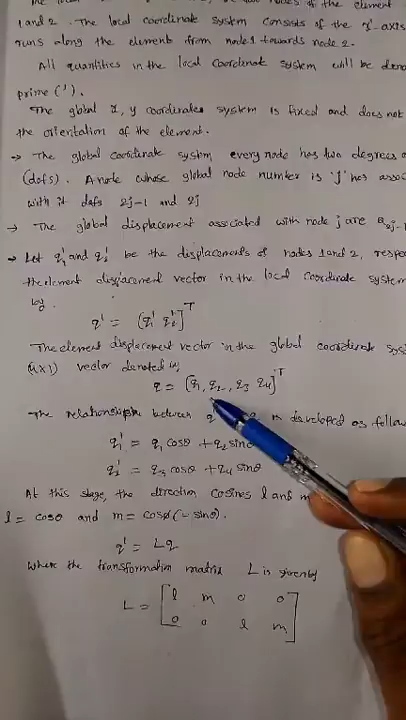 nodes of the element
1 and 2. The local coordinate system consists of the x'-axis
runs along the element from node 1 towards node 2.
All quantities in the local coordinate system will be
prime (').
The global x, y coordinates system is fixed and does not
the orientation of the element.
→ The global coordinate system every node has two degrees
(dofs). A node whose global node number is 'j' has
with it dofs 2j-1 and 2j
→ The global displacement associated with node j are
→ Let q₁' and q₂' be the displacements of nodes 1 and 2,
the element displacement vector in the local coordinate system
by.
q' = (q₁' q₂']ᵀ
The element displacement vector in the global coordinate
(4x1) vector denoted by,
q = [q₁, q₂, q₃ q₄]ᵀ
The relationship between q' is developed as
q₁' = q₁ cosθ + q₂ sinθ
q₂' = q₃ cosθ + q₄ sinθ
At this stage, the direction cosines l and m
l = cosθ and m = cosφ (= sinθ).
q' = Lq
Where the transformation matrix L is given by
L = [ l m 0 0
0 0 l m ]